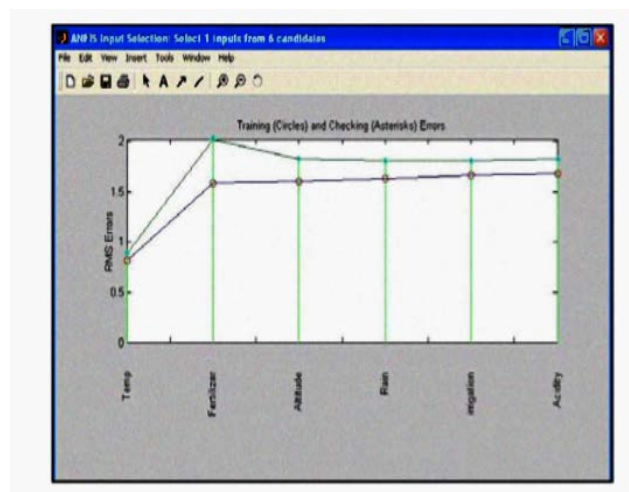 ANFIS Input Selection: Select 1 inputs from 6 candidates
File Edit View Insert Tools Window Help
A
Training (Circles) and Checking (Asterisks) Errors
RMS Errors
2
1.5
1
0.5
0
Temp
Fertilizer
Altitude
Rain
irrigation
Acidity